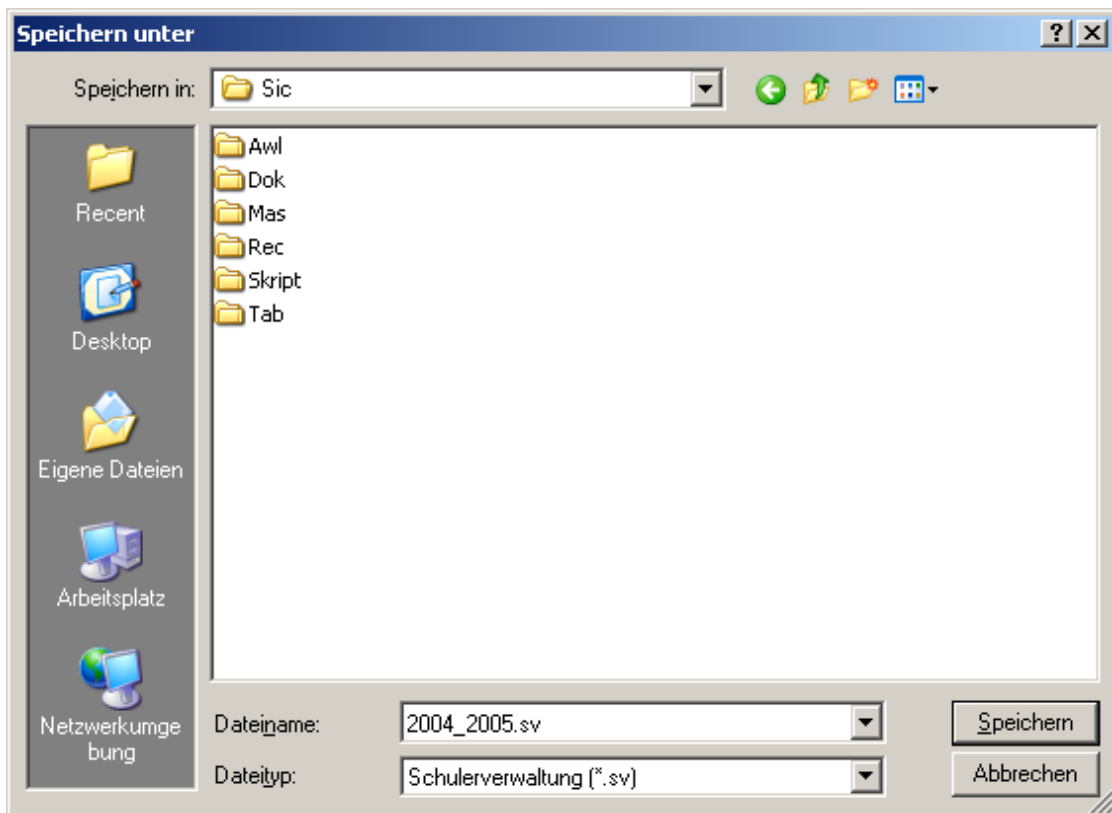 Speichern unter
Speichern in:
Sic
Recent
Desktop
Eigene Dateien
Arbeitsplatz
Netzwerkumge
bung
Awl
Dok
Mas
Rec
Skript
Tab
Dateiname:
2004_2005.sv
Speichern
Dateityp:
Schulerverwaltung (*.sv)
Abbrechen